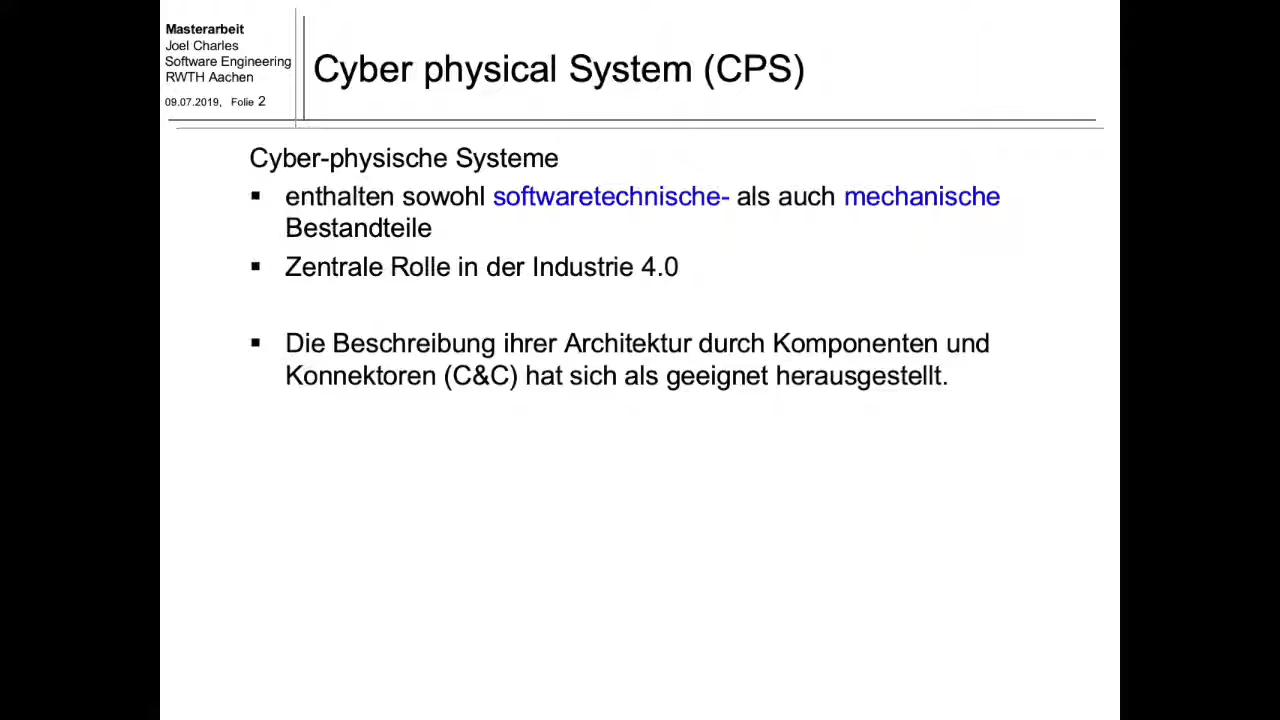 Masterarbeit
Joel Charles
Software Engineering
RWTH Aachen
09.07.2019, Folie 2
Cyber physical System (CPS)
Cyber-physische Systeme
▪ enthalten sowohl softwaretechnische- als auch mechanische
Bestandteile
▪ Zentrale Rolle in der Industrie 4.0
▪ Die Beschreibung ihrer Architektur durch Komponenten und
Konnektoren (C&C) hat sich als geeignet herausgestellt.